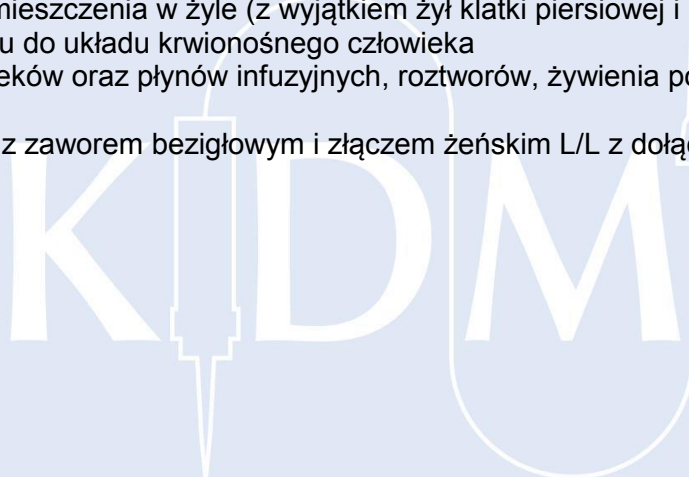 mieszczenia w żyle (z wyjątkiem żył klatki piersiowej i
u do układu krwionośnego człowieka
eków oraz płynów infuzyjnych, roztworów, żywienia po
z zaworem bezigłowym i złączem żeńskim L/L z dołą
KIDM